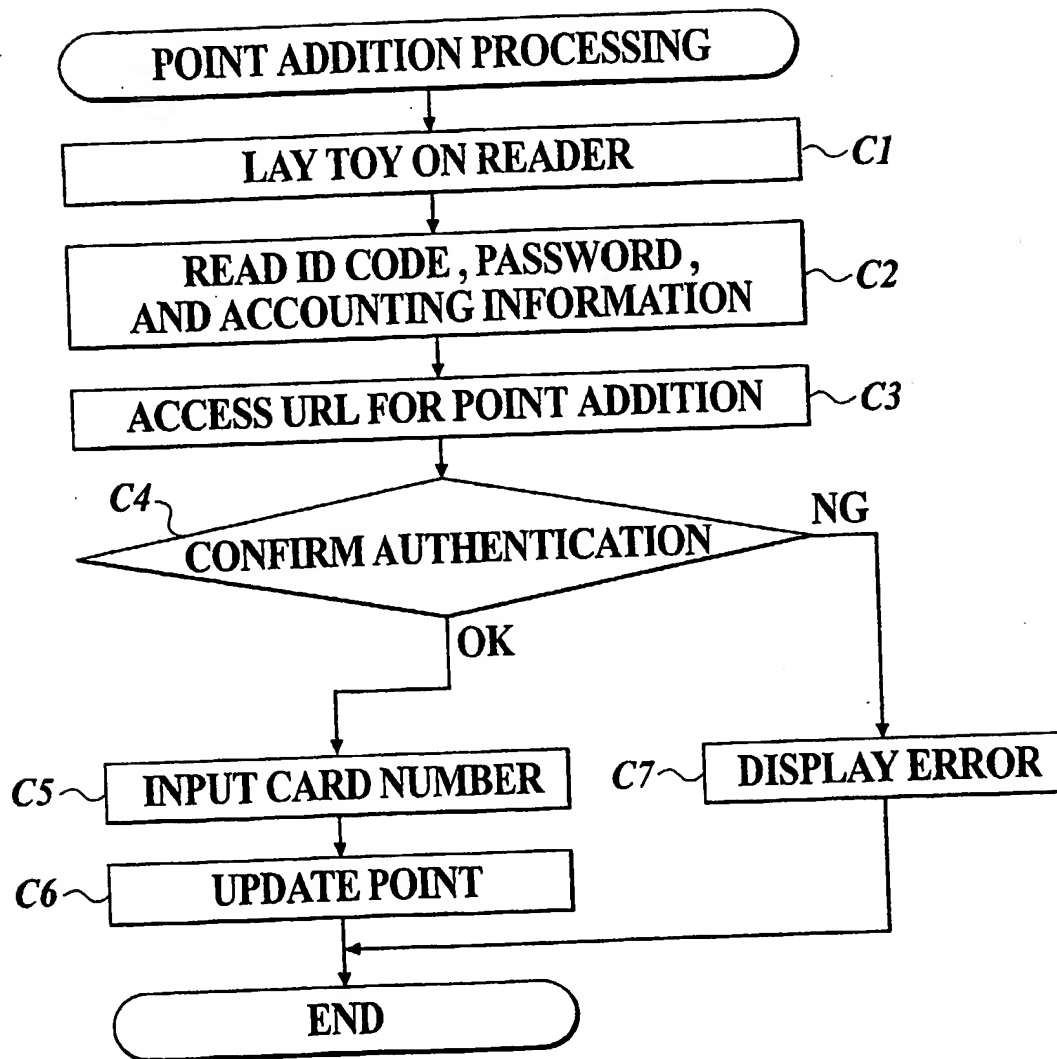 POINT ADDITION PROCESSING
LAY TOY ON READER
C1
READ ID CODE , PASSWORD ,
AND ACCOUNTING INFORMATION
C2
ACCESS URL FOR POINT ADDITION
C3
C4
CONFIRM AUTHENTICATION
NG
OK
C5
INPUT CARD NUMBER
C7
DISPLAY ERROR
C6
UPDATE POINT
END